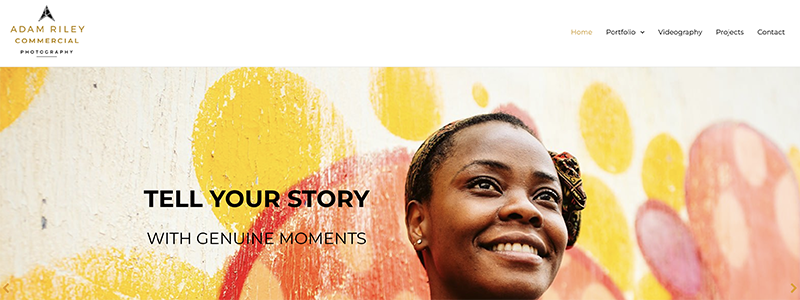 ADAM RILEY
COMMERCIAL
PHOTOGRAPHY
Home Portfolio Videography Projects Contact
TELL YOUR STORY
WITH GENUINE MOMENTS